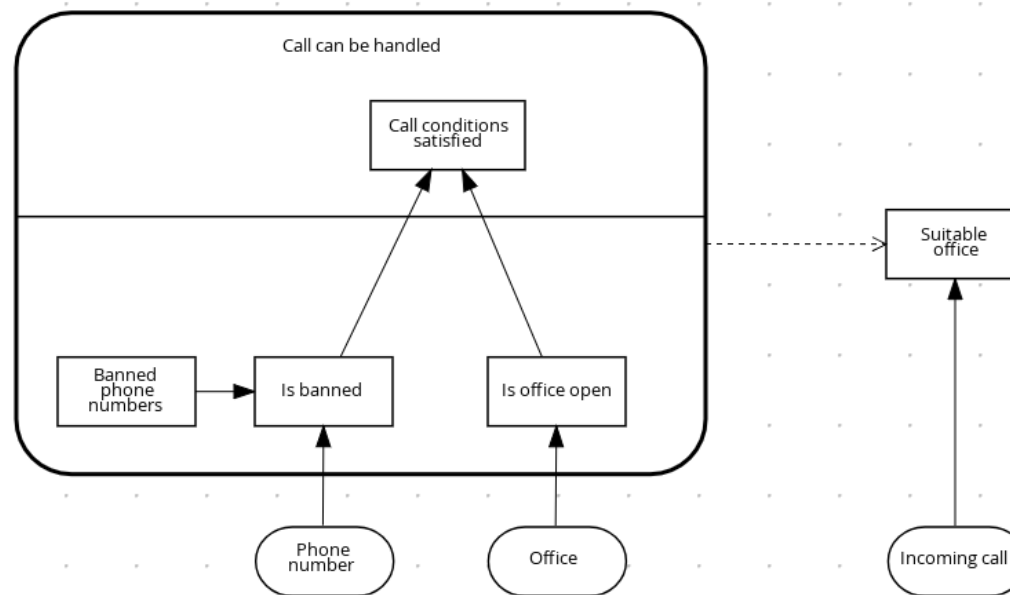 Call can be handled
Call conditions
satisfied
Suitable
office
Banned
phone
numbers
Is banned
Is office open
Phone
number
Office
Incoming call